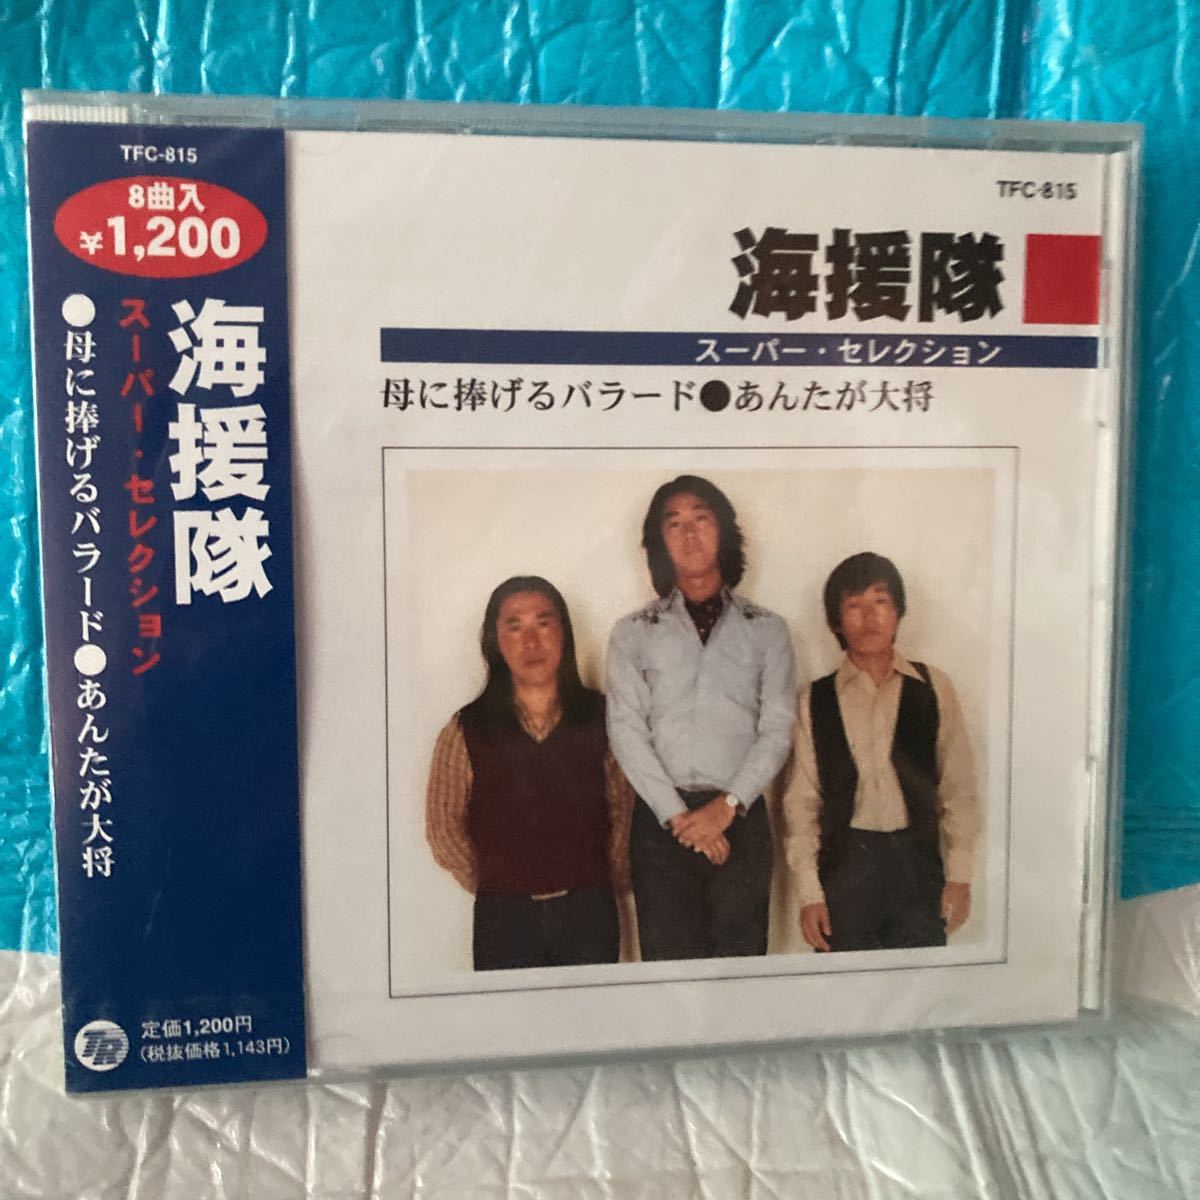 TFC-815
8曲入
¥1,200
海援隊
スーパー・セレクション
●母に捧げるバラード●あんたが大将
TR
定価1,200円
(税抜価格1,143円)
TFC-815
海援隊
スーパー・セレクション
母に捧げるバラード●あんたが大将